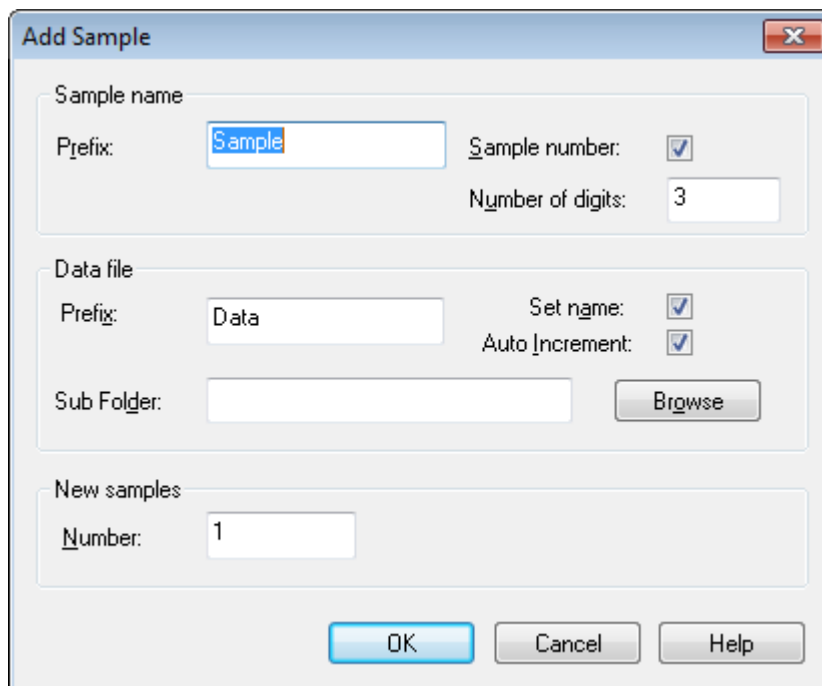 Add Sample
Sample name
Prefix: Sample Sample number:
Number of digits: 3
Data file
Prefix: Data Set name:
Auto Increment:
Sub Folder: Browse
New samples
Number: 1
OK Cancel Help